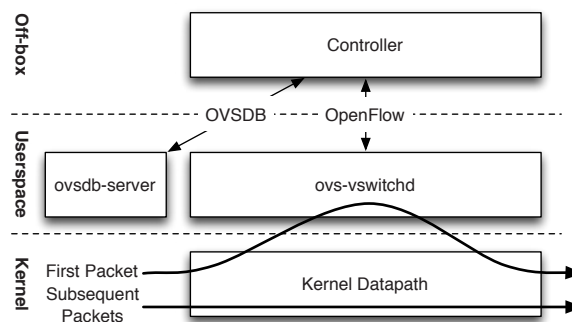 Off-box
Controller
OVSDB
OpenFlow
Userspace
ovsdb-server
ovs-vswitchd
Kernel
First Packet
Subsequent
Packets
Kernel Datapath